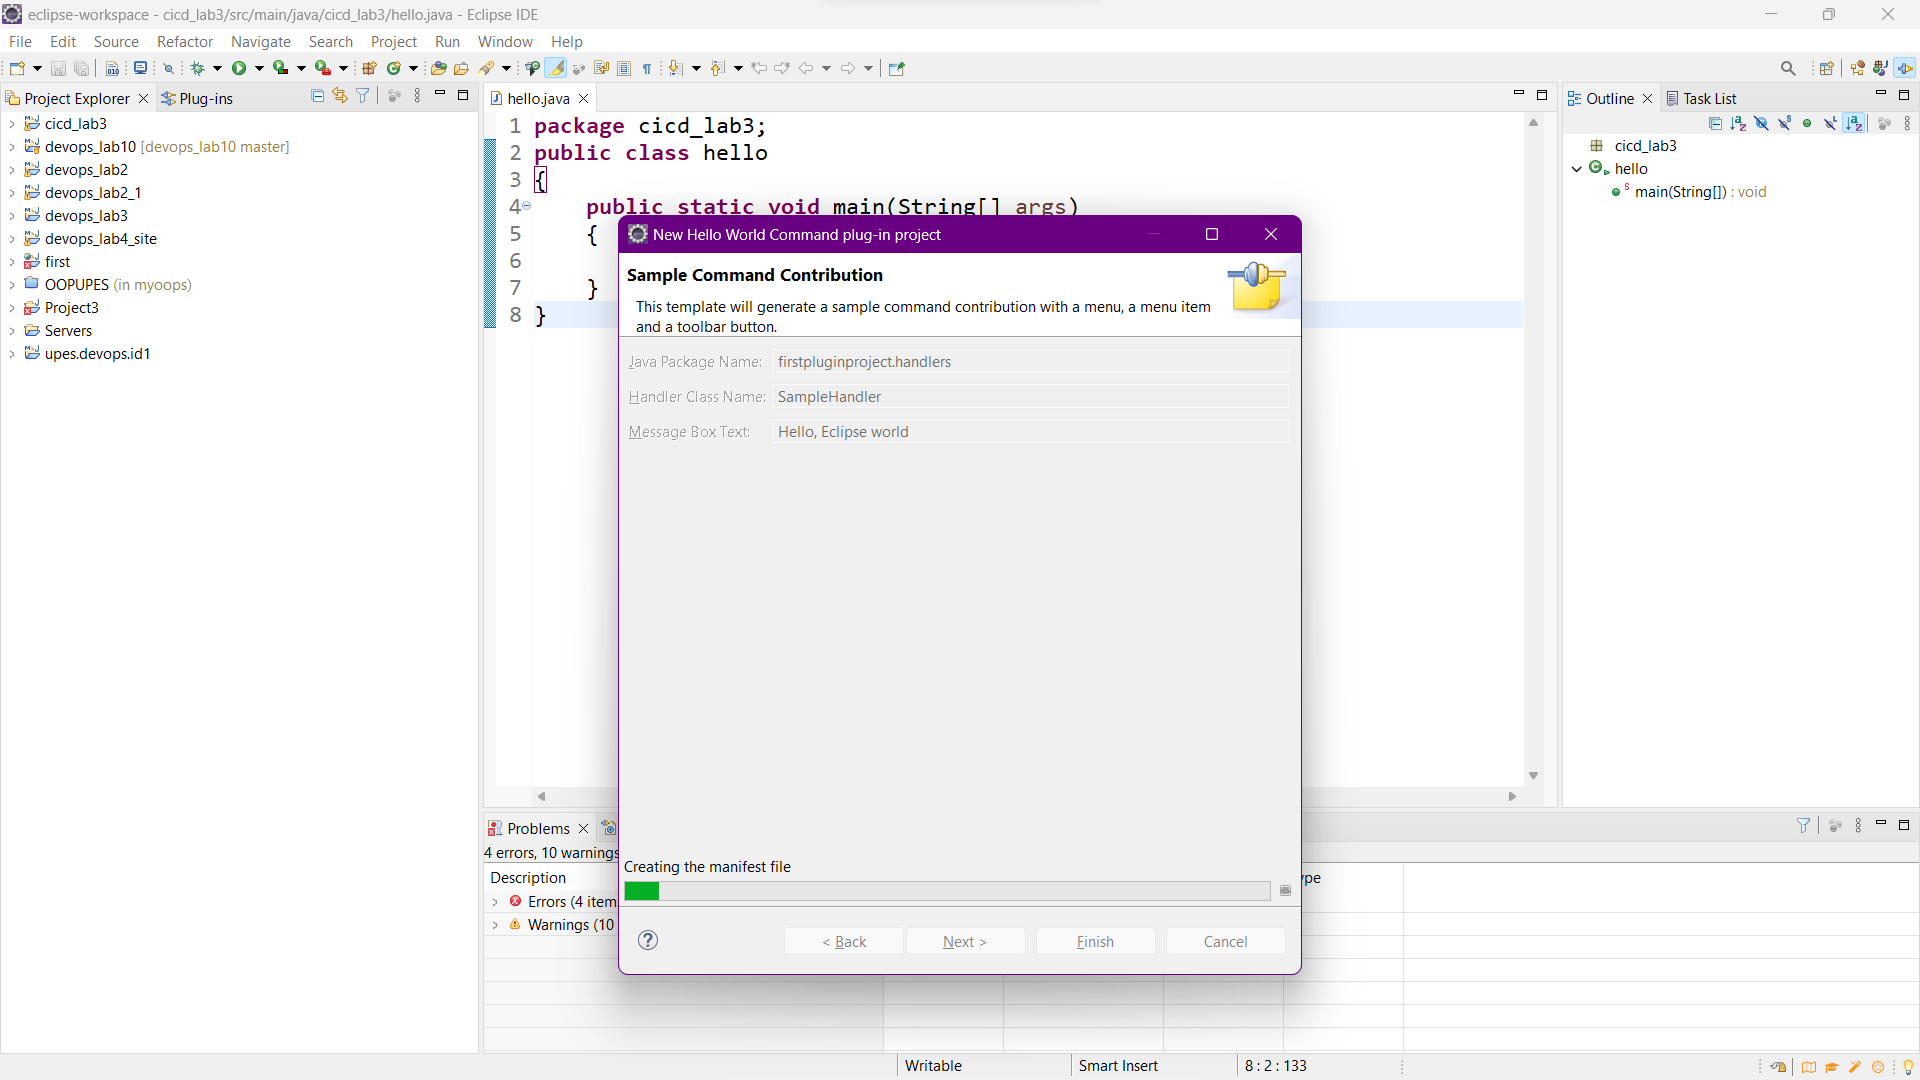 eclipse-workspace - cicd_lab3/src/main/java/cicd_lab3/hello.java - Eclipse IDE
File Edit Source Refactor Navigate Search Project Run Window Help
Project Explorer Plug-ins
cicd_lab3
devops_lab10 [devops_lab10 master]
devops_lab2
devops_lab2_1
devops_lab3
devops_lab4_site
first
OOPUPES (in myoops)
Project3
Servers
upes.devops.id1
hello.java
1 package cicd_lab3;
2 public class hello
3 {
4 public static void main(String[] args)
5 {
6
7 }
8 }
New Hello World Command plug-in project
Sample Command Contribution
This template will generate a sample command contribution with a menu, a menu item
and a toolbar button.
Java Package Name: firstpluginproject.handlers
Handler Class Name: SampleHandler
Message Box Text: Hello, Eclipse world
Creating the manifest file
< Back Next > Finish Cancel
Outline Task List
cicd_lab3
hello
main(String[]) : void
Problems
4 errors, 10 warnings
Description
Errors (4 item
Warnings (10
Writable Smart Insert 8 : 2 : 133